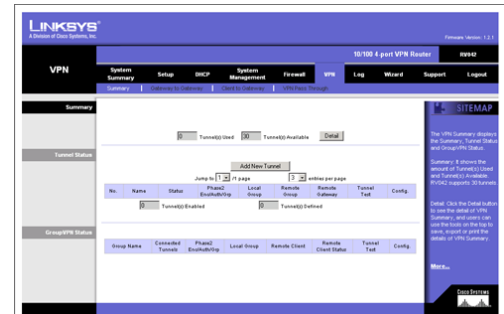 LINKSYS
A Division of Cisco Systems, Inc.
Firmware Version: 1.2.1
10/100 4-port VPN Router
RV042
VPN
System Summary
Setup
DHCP
System Management
Firewall
VPN
Log
Wizard
Support
Logout
Summary
Gateway to Gateway
Client to Gateway
VPN Pass Through
Summary
SITEMAP
0 Tunnel(s) Used 30 Tunnel(s) Available Detail
The VPN Summary displays
the Summary, Tunnel Status
and GroupVPN Status.
Tunnel Status
Summary: It shows the
amount of Tunnel(s) Used
and Tunnel(s) Available.
RV042 supports 30 tunnels.
Add New Tunnel
Jump to 1 /1 page 3 entries per page
No. Name Status Phase2 Enc/Auth/Grp Local Group Remote Group Remote Gateway Tunnel Test Config.
0 Tunnel(s) Enabled 0 Tunnel(s) Defined
Detail: Click the Detail button
to see the detail of VPN
Summary, and users can
use the tools on the top to
save, export or print the
details of VPN Summary.
GroupVPN Status
Group Name Connected Tunnels Phase2 Enc/Auth/Grp Local Group Remote Client Remote Client Status Tunnel Test Config.
More...
CISCO SYSTEMS